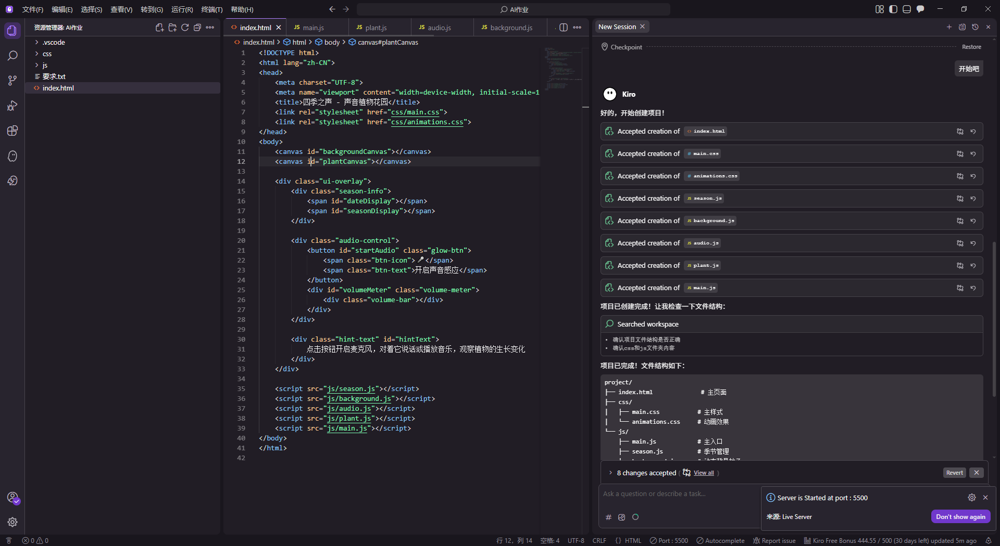 文件(F) 编辑(E) 选择(S) 查看(V) 转到(G) 运行(R) 终端(T) 帮助(H) AI作业
资源管理器: AI作业
.vscode
css
js
要求.txt
index.html
index.html main.js plant.js audio.js background.js
index.html > html > body > canvas#plantCanvas
1 <!DOCTYPE html>
2 <html lang="zh-CN">
3 <head>
4 <meta charset="UTF-8">
5 <meta name="viewport" content="width=device-width, initial-scale=1
6 <title>四季之声 - 声音植物花园</title>
7 <link rel="stylesheet" href="css/main.css">
8 <link rel="stylesheet" href="css/animations.css">
9 </head>
10 <body>
11 <canvas id="backgroundCanvas"></canvas>
12 <canvas id="plantCanvas"></canvas>
13
14 <div class="ui-overlay">
15 <div class="season-info">
16 <span id="dateDisplay"></span>
17 <span id="seasonDisplay"></span>
18 </div>
19
20 <div class="audio-control">
21 <button id="startAudio" class="glow-btn">
22 <span class="btn-icon">🎤</span>
23 <span class="btn-text">开启声音感应</span>
24 </button>
25 <div id="volumeMeter" class="volume-meter">
26 <div class="volume-bar"></div>
27 </div>
28 </div>
29
30 <div class="hint-text" id="hintText">
31 点击按钮开启麦克风，对着它说话或播放音乐，观察植物的生长变化
32 </div>
33 </div>
34
35 <script src="js/season.js"></script>
36 <script src="js/background.js"></script>
37 <script src="js/audio.js"></script>
38 <script src="js/plant.js"></script>
39 <script src="js/main.js"></script>
40 </body>
41 </html>
42
New Session
Checkpoint Restore
开始吧
Kiro
好的，开始创建项目！
Accepted creation of index.html
Accepted creation of # main.css
Accepted creation of # animations.css
Accepted creation of JS season.js
Accepted creation of JS background.js
Accepted creation of JS audio.js
Accepted creation of JS plant.js
Accepted creation of JS main.js
项目已创建完成！让我检查一下文件结构：
Searched workspace
• 确认项目文件结构是否正确
• 确认css和js文件夹内容
项目已完成！文件结构如下：
project/
├── index.html # 主页面
├── css/
│ ├── main.css # 主样式
│ └── animations.css # 动画效果
└── js/
├── main.js # 主入口
├── season.js # 季节管理
8 changes accepted ( View all ) Revert
Ask a question or describe a task...
Server is Started at port : 5500
来源: Live Server Don't show again
0 0 行 12，列 14 空格: 4 UTF-8 CRLF {} HTML Port : 5500 Autocomplete Report issue Kiro Free Bonus 444.55 / 500 (30 days left) updated 5m ago